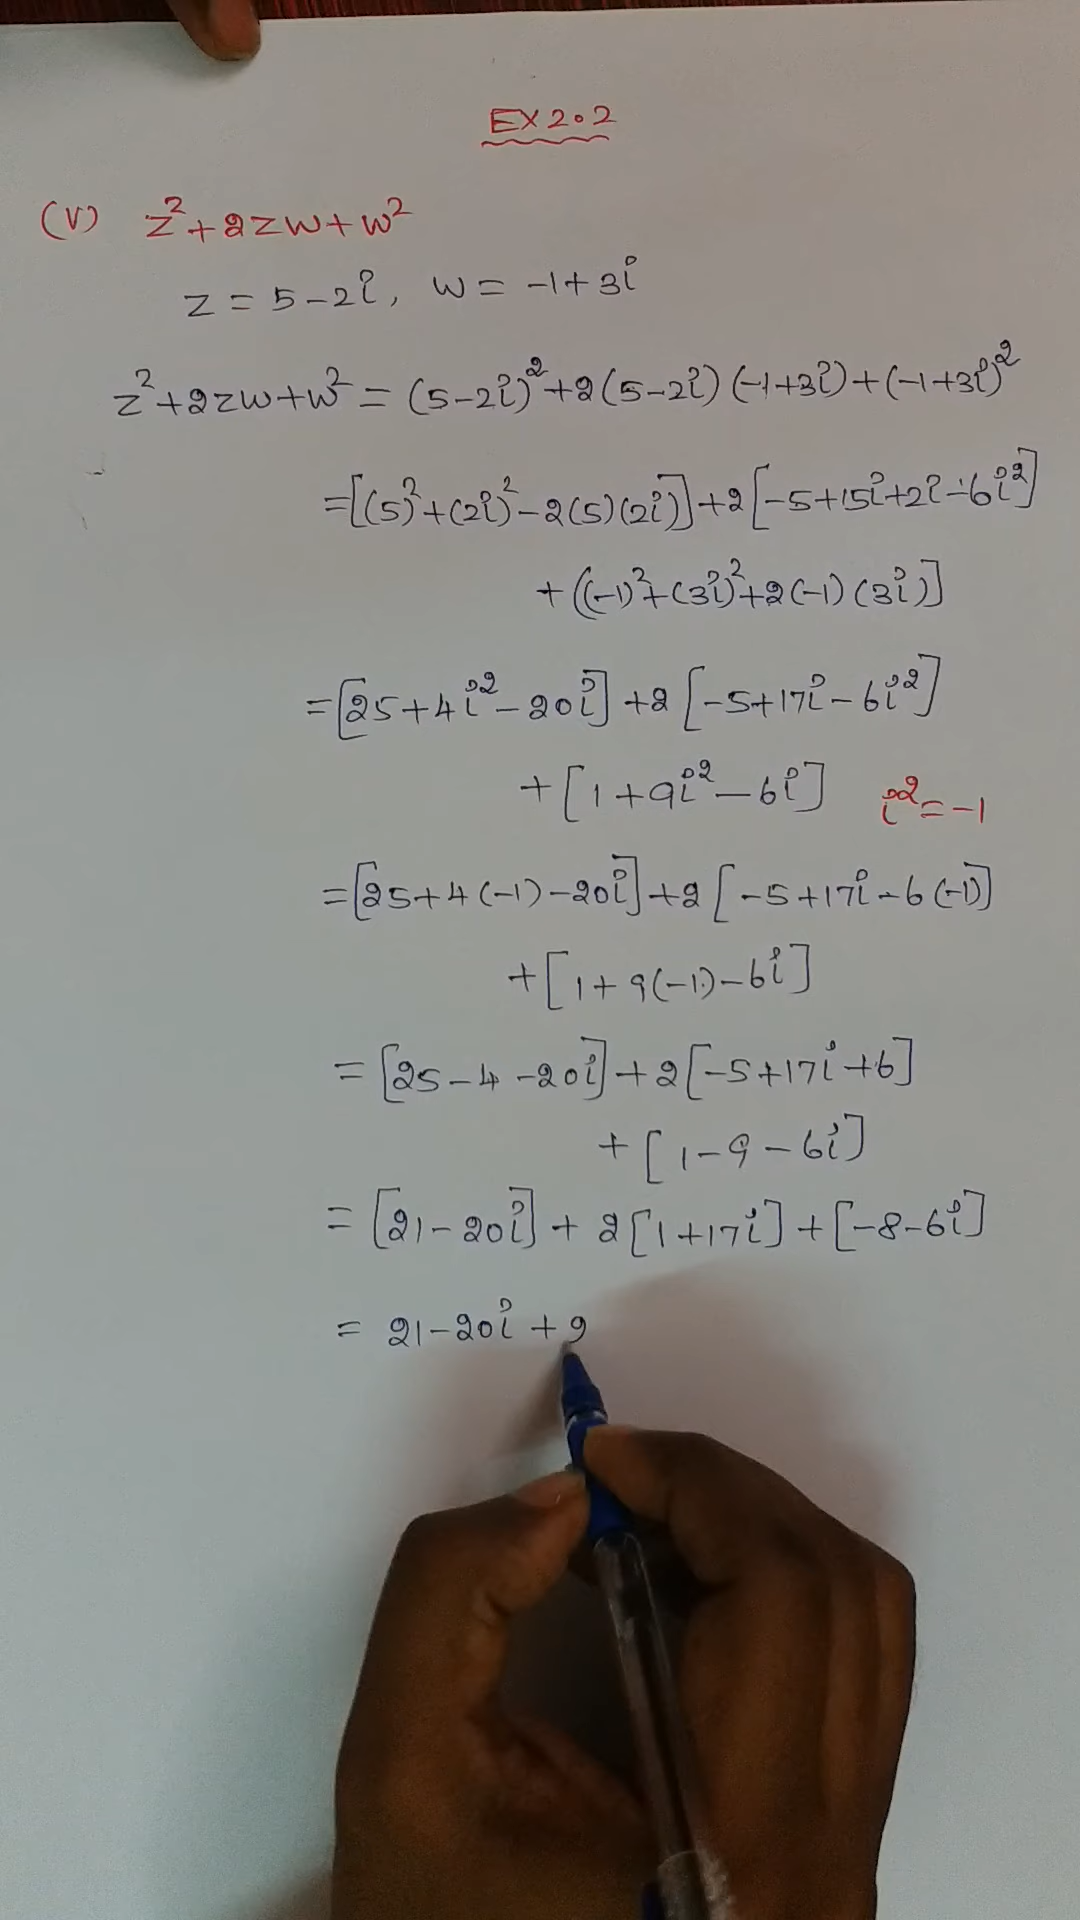 EX 2.2
(v) z²+2zw+w²
z = 5-2i, w = -1+3i
z²+2zw+w² = (5-2i)²+2(5-2i)(-1+3i)+(-1+3i)²
=[(5)²+(2i)²-2(5)(2i)]+2[-5+15i+2i-6i²]
+((-1)²+(3i)²+2(-1)(3i)]
=[25+4i²-20i]+2[-5+17i-6i²]
+[1+9i²-6i] i²=-1
=[25+4(-1)-20i]+2[-5+17i-6(-1)]
+[1+9(-1)-6i]
= [25-4-20i]+2[-5+17i+6]
+[1-9-6i]
= [21-20i]+2[1+17i]+[-8-6i]
= 21-20i+2